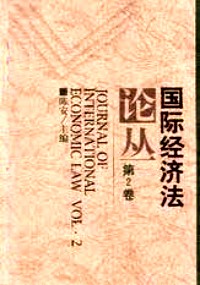 国际经济法
论丛
第2卷
JOURNAL OF
INTERNATIONAL
ECONOMIC LAW VOL·2
■陈安／主编